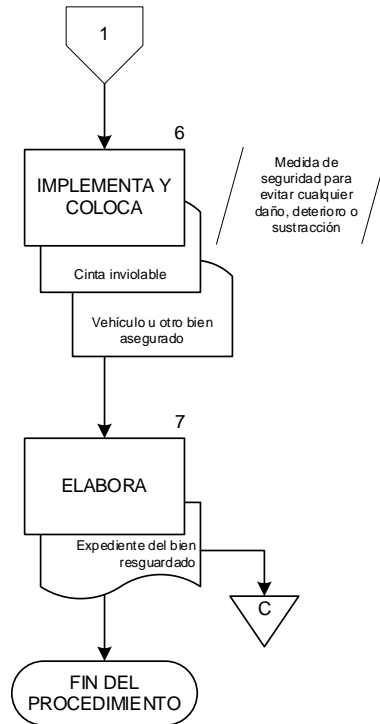 1
6
IMPLEMENTA Y
COLOCA
Medida de
seguridad para
evitar cualquier
daño, deterioro o
sustracción
Cinta inviolable
Vehículo u otro bien
asegurado
7
ELABORA
Expediente del bien
resguardado
C
FIN DEL
PROCEDIMIENTO